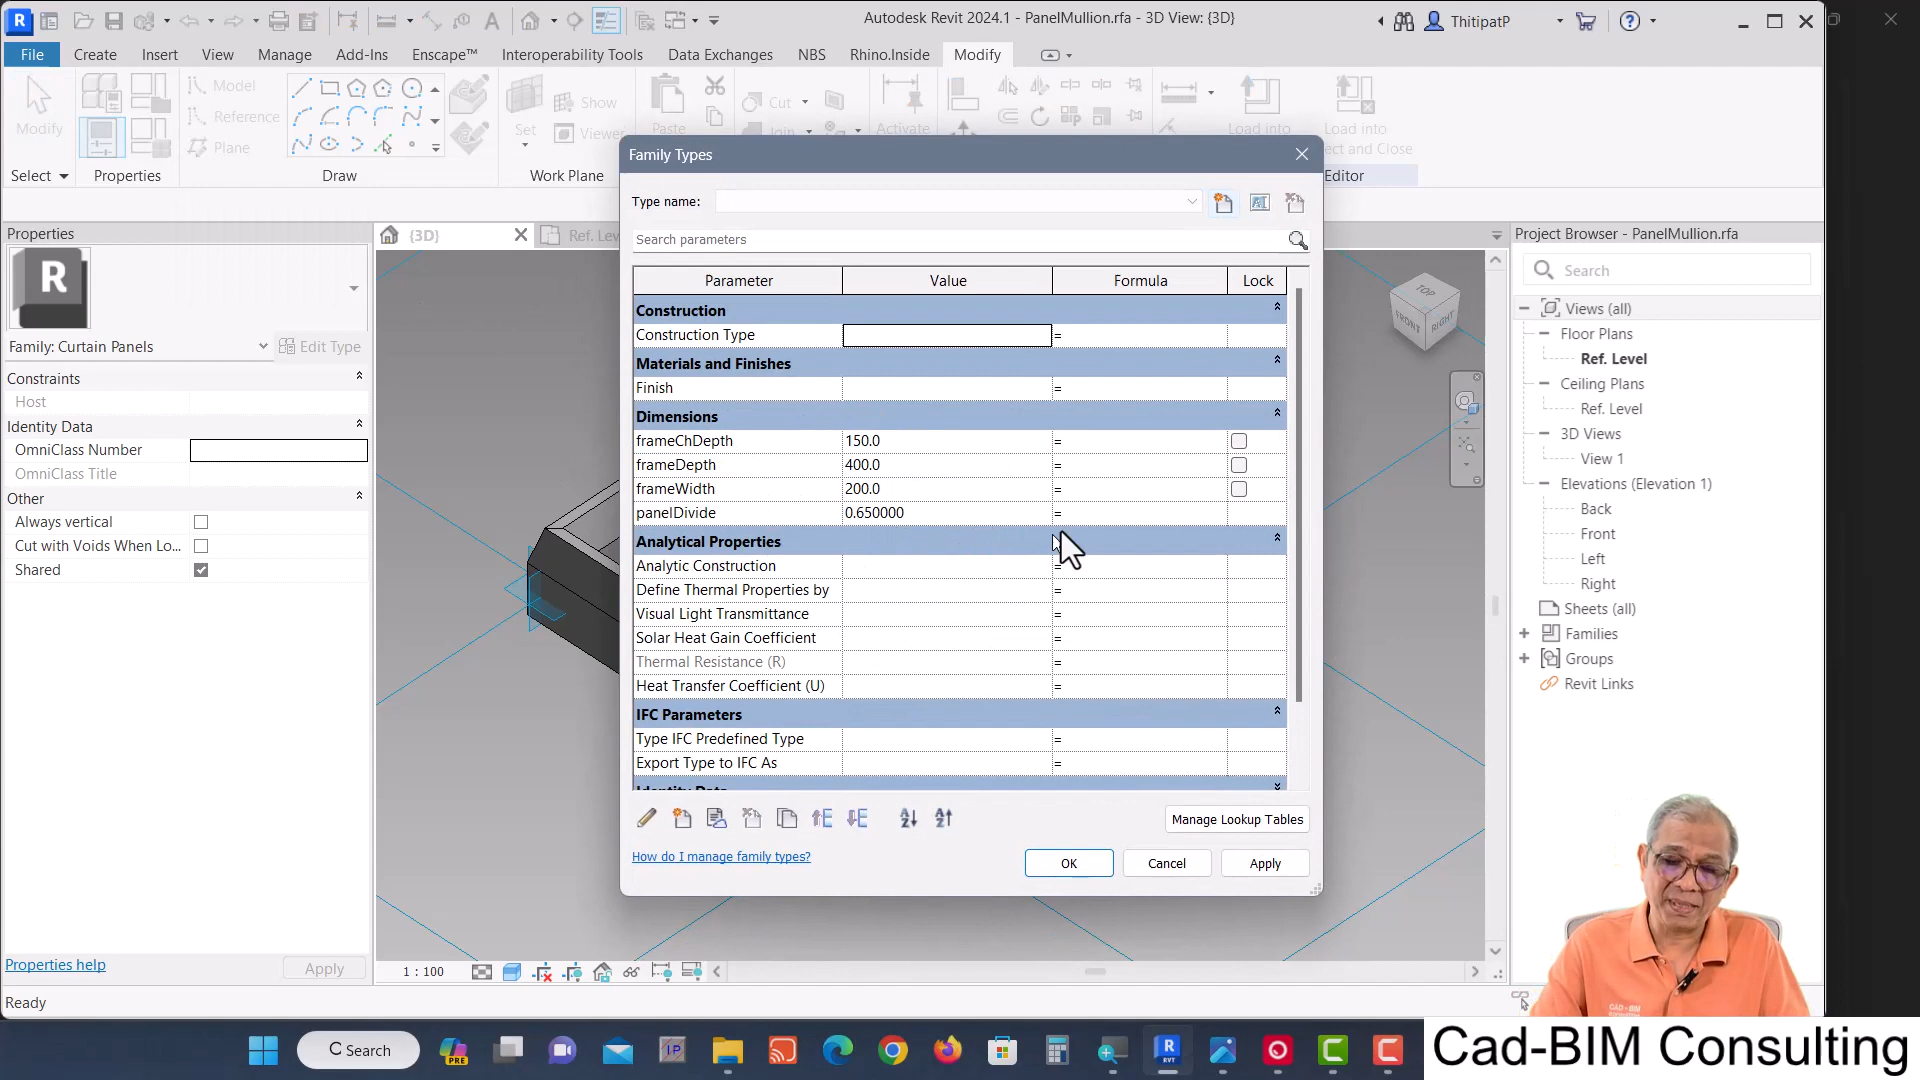 Autodesk Revit 2024.1 - PanelMullion.rfa - 3D View: {3D}
ThitipatP
File Create Insert View Manage Add-Ins Enscape™ Interoperability Tools Data Exchanges NBS Rhino.Inside Modify
Modify
Model
Reference
Plane
Set
Show
Viewer
Paste
Cut
Join
Activate
Load into
Load into
Select Properties Draw Work Plane Editor
Properties
{3D}
Family: Curtain Panels
Edit Type
Constraints
Host
Identity Data
OmniClass Number
OmniClass Title
Other
Always vertical
Cut with Voids When Lo...
Shared
Properties help
Apply
Family Types
Type name:
Search parameters
Parameter Value Formula Lock
Construction
Construction Type =
Materials and Finishes
Finish =
Dimensions
frameChDepth 150.0 =
frameDepth 400.0 =
frameWidth 200.0 =
panelDivide 0.650000 =
Analytical Properties
Analytic Construction =
Define Thermal Properties by =
Visual Light Transmittance =
Solar Heat Gain Coefficient =
Thermal Resistance (R) =
Heat Transfer Coefficient (U) =
IFC Parameters
Type IFC Predefined Type =
Export Type to IFC As =
Identity Data
Manage Lookup Tables
How do I manage family types?
OK Cancel Apply
TOP
FRONT RIGHT
Project Browser - PanelMullion.rfa
Search
Views (all)
Floor Plans
Ref. Level
Ceiling Plans
Ref. Level
3D Views
View 1
Elevations (Elevation 1)
Back
Front
Left
Right
Sheets (all)
Families
Groups
Revit Links
1 : 100
Ready
Search
PRE
IP
R
RVT
CAD - BIM
Cad-BIM Consulting